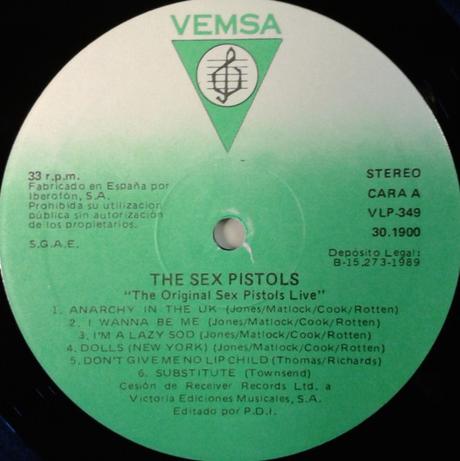 VEMSA
33 r.p.m.
Fabricado en España por
Iberofón, S.A.
Prohibida su utilización
pública sin autorización
de los propietarios.
S.G.A.E.
STEREO
CARA A
VLP-349
30.1900
Depósito Legal:
B-15,273-1989
THE SEX PISTOLS
"The Original Sex Pistols Live"
1. ANARCHY IN THE UK (Jones/Matlock/Cook/Rotten)
2. I WANNA BE ME (Jones/Matlock/Cook/Rotten)
3. I'M A LAZY SOD (Jones/Matlock/Cook/Rotten)
4. DOLLS (NEW YORK) (Jones/Matlock/Cook/Rotten)
5. DON'T GIVE ME NO LIP CHILD (Thomas/Richards)
6. SUBSTITUTE (Townsend)
Cesión de Receiver Records Ltd. a
Victoria Ediciones Musicales, S.A.
Editado por P.D.I.